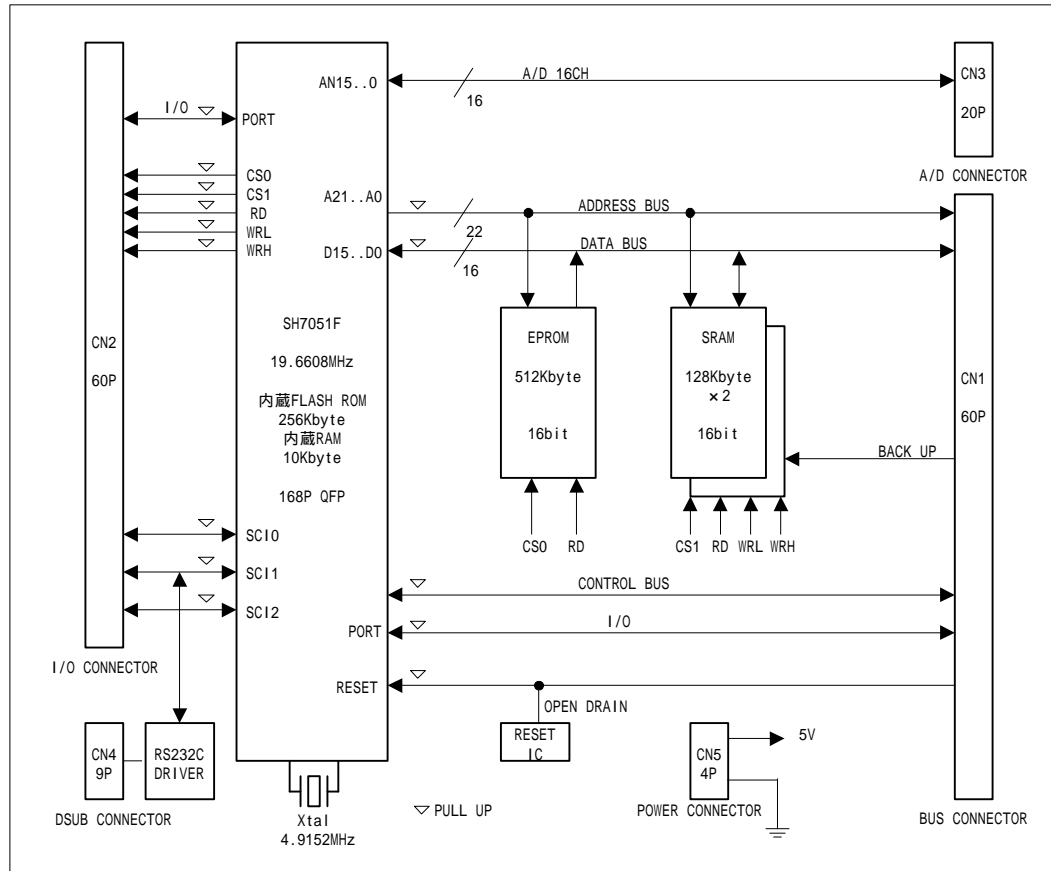 A/D 16CH
AN15..0
16
CN3
20P
A/D CONNECTOR
I/O
PORT
CS0
CS1
RD
WRL
WRH
A21..A0
22
ADDRESS BUS
D15..D0
16
DATA BUS
CN2
60P
SH7051F
19.6608MHz
内蔵FLASH ROM
256Kbyte
内蔵RAM
10Kbyte
168P QFP
EPROM
512Kbyte
16bit
CS0 RD
SRAM
128Kbyte
×2
16bit
CS1 RD WRL WRH
BACK UP
CN1
60P
SCI0
SCI1
SCI2
CONTROL BUS
PORT
I/O
I/O CONNECTOR
RESET
OPEN DRAIN
RESET
IC
CN4
9P
RS232C
DRIVER
DSUB CONNECTOR
Xtal
4.9152MHz
▽PULL UP
CN5
4P
5V
POWER CONNECTOR
BUS CONNECTOR